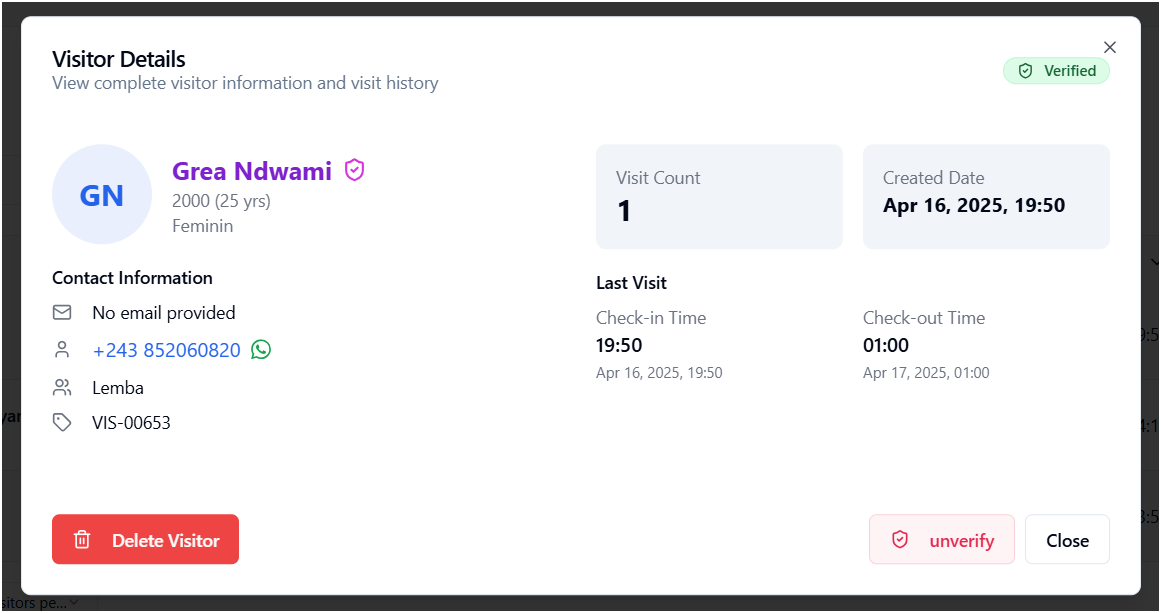 Visitor Details
View complete visitor information and visit history
Verified
GN
Grea Ndwami
2000 (25 yrs)
Feminin
Visit Count
1
Created Date
Apr 16, 2025, 19:50
Contact Information
No email provided
+243 852060820
Lemba
VIS-00653
Last Visit
Check-in Time
19:50
Apr 16, 2025, 19:50
Check-out Time
01:00
Apr 17, 2025, 01:00
Delete Visitor
unverify
Close